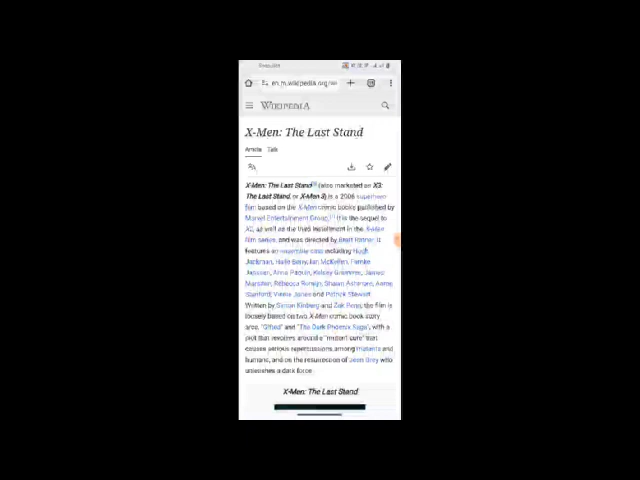 en.m.wikipedia.org/wi
WIKIPEDIA
X-Men: The Last Stand
Article Talk
X-Men: The Last Stand (also marketed as X3:
The Last Stand, or X-Men 3) is a 2006 superhero
film based on the X-Men comic books published by
Marvel Entertainment Group. It is the sequel to
X2, as well as the third installment in the X-Men
film series, and was directed by Brett Ratner. It
features an ensemble cast including Hugh
Jackman, Halle Berry, Ian McKellen, Famke
Janssen, Anna Paquin, Kelsey Grammer, James
Marsden, Rebecca Romijn, Shawn Ashmore, Aaron
Stanford, Vinnie Jones and Patrick Stewart.
Written by Simon Kinberg and Zak Penn, the film is
loosely based on two X-Men comic book story
arcs, "Gifted" and "The Dark Phoenix Saga", with a
plot that revolves around a "mutant cure" that
causes serious repercussions among mutants and
humans, and on the resurrection of Jean Grey who
unleashes a dark force.
X-Men: The Last Stand